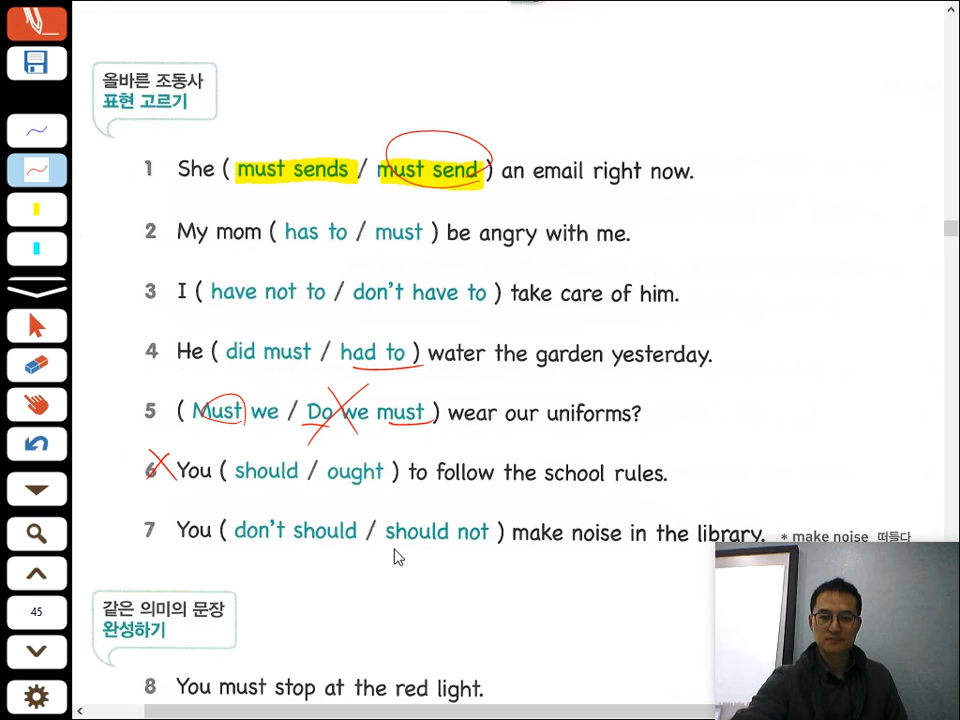 올바른 조동사
표현 고르기
1 She ( must sends / must send ) an email right now.
2 My mom ( has to / must ) be angry with me.
3 I ( have not to / don't have to ) take care of him.
4 He ( did must / had to ) water the garden yesterday.
5 ( Must we / Do we must ) wear our uniforms?
6 You ( should / ought ) to follow the school rules.
7 You ( don't should / should not ) make noise in the library. * make noise 떠들다
45
같은 의미의 문장
완성하기
8 You must stop at the red light.